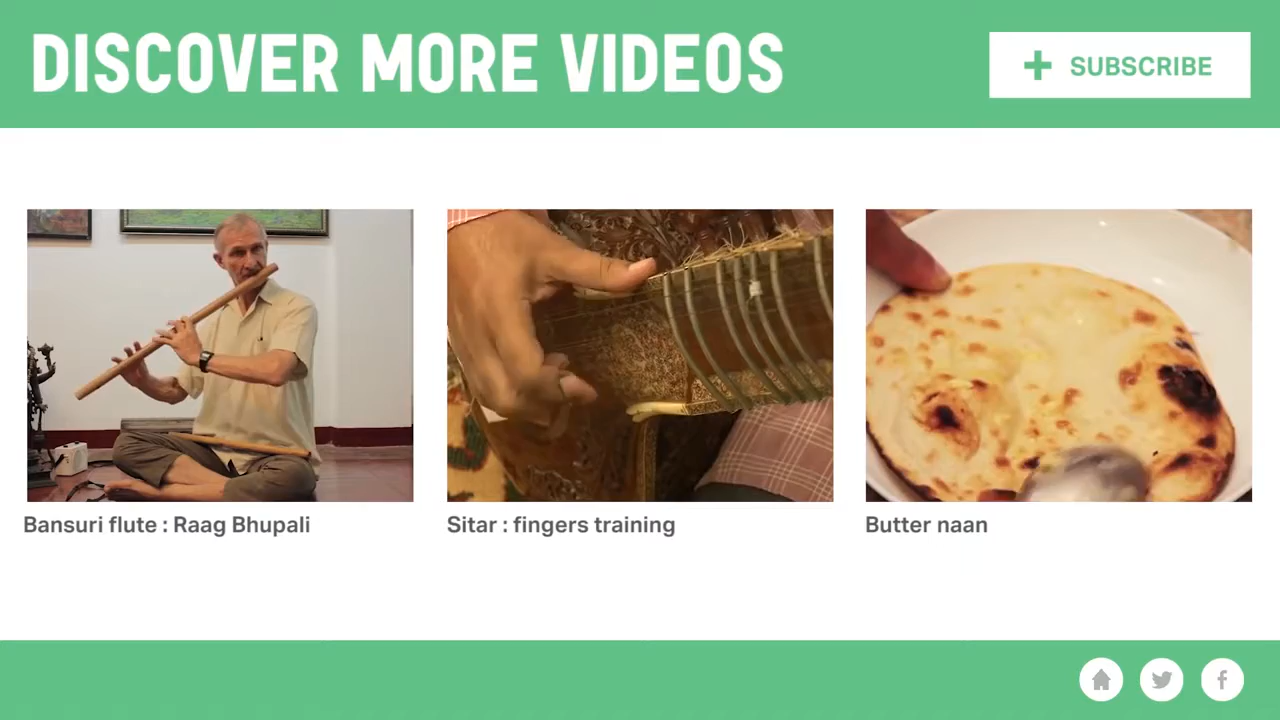 DISCOVER MORE VIDEOS
+ SUBSCRIBE
Bansuri flute : Raag Bhupali
Sitar : fingers training
Butter naan